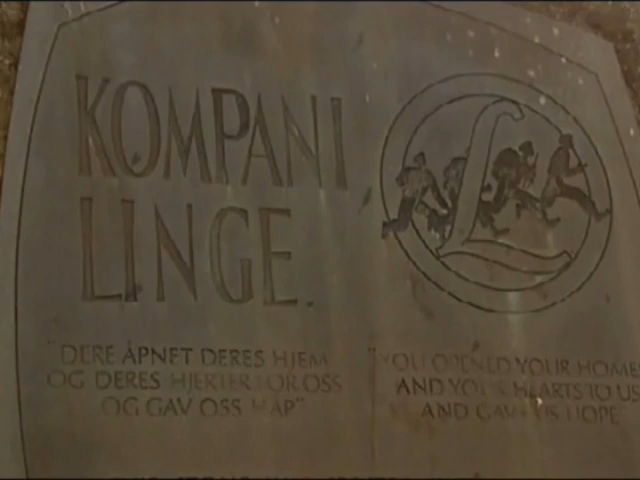 KOMPANI
LINGE.
L
"DERE ÅPNET DERES HJEM
OG DERES HJERTER FOR OSS
OG GAV OSS HÅP"
"YOU OPENED YOUR HOMES
AND YOUR HEARTS TO US
AND GAVE US HOPE